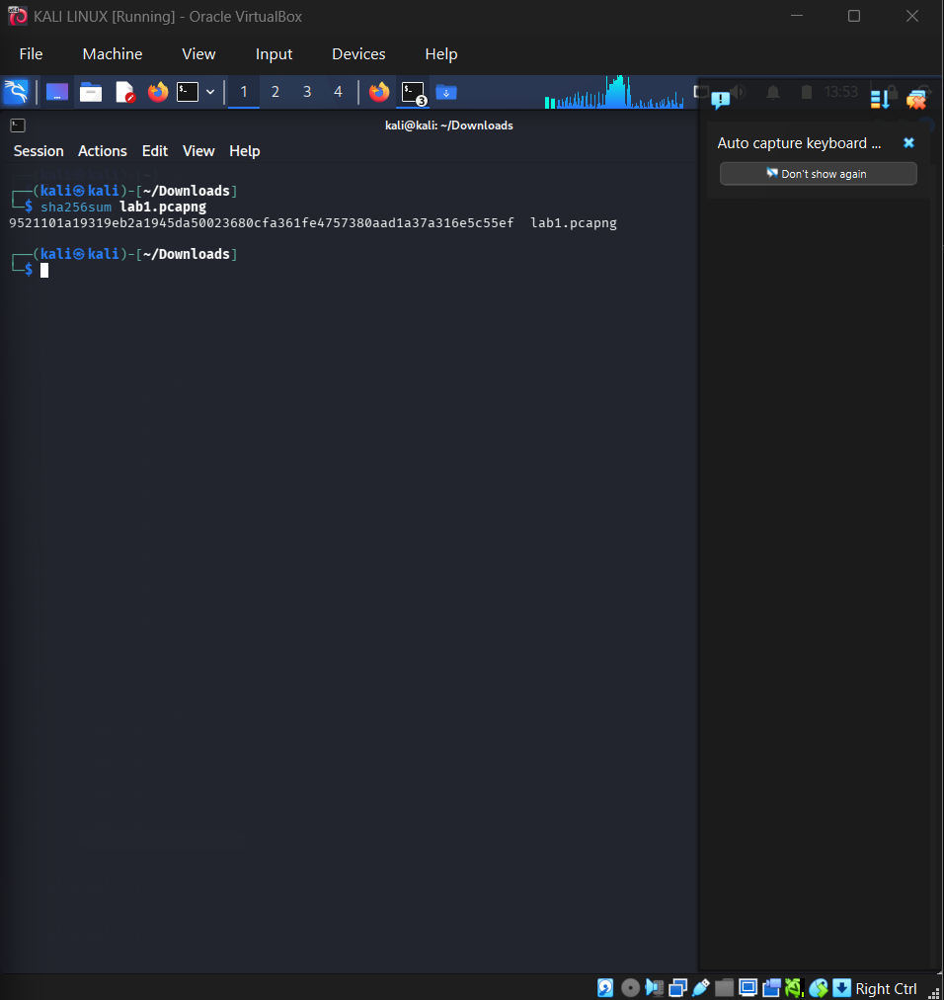 KALI LINUX [Running] - Oracle VirtualBox
File Machine View Input Devices Help
1 2 3 4 3 13:53
kali@kali: ~/Downloads
Session Actions Edit View Help
Auto capture keyboard ...
Don't show again
┌──(kali㉿kali)-[~/Downloads]
└─$ sha256sum lab1.pcapng
9521101a19319eb2a1945da50023680cfa361fe4757380aad1a37a316e5c55ef  lab1.pcapng
┌──(kali㉿kali)-[~/Downloads]
└─$
Right Ctrl